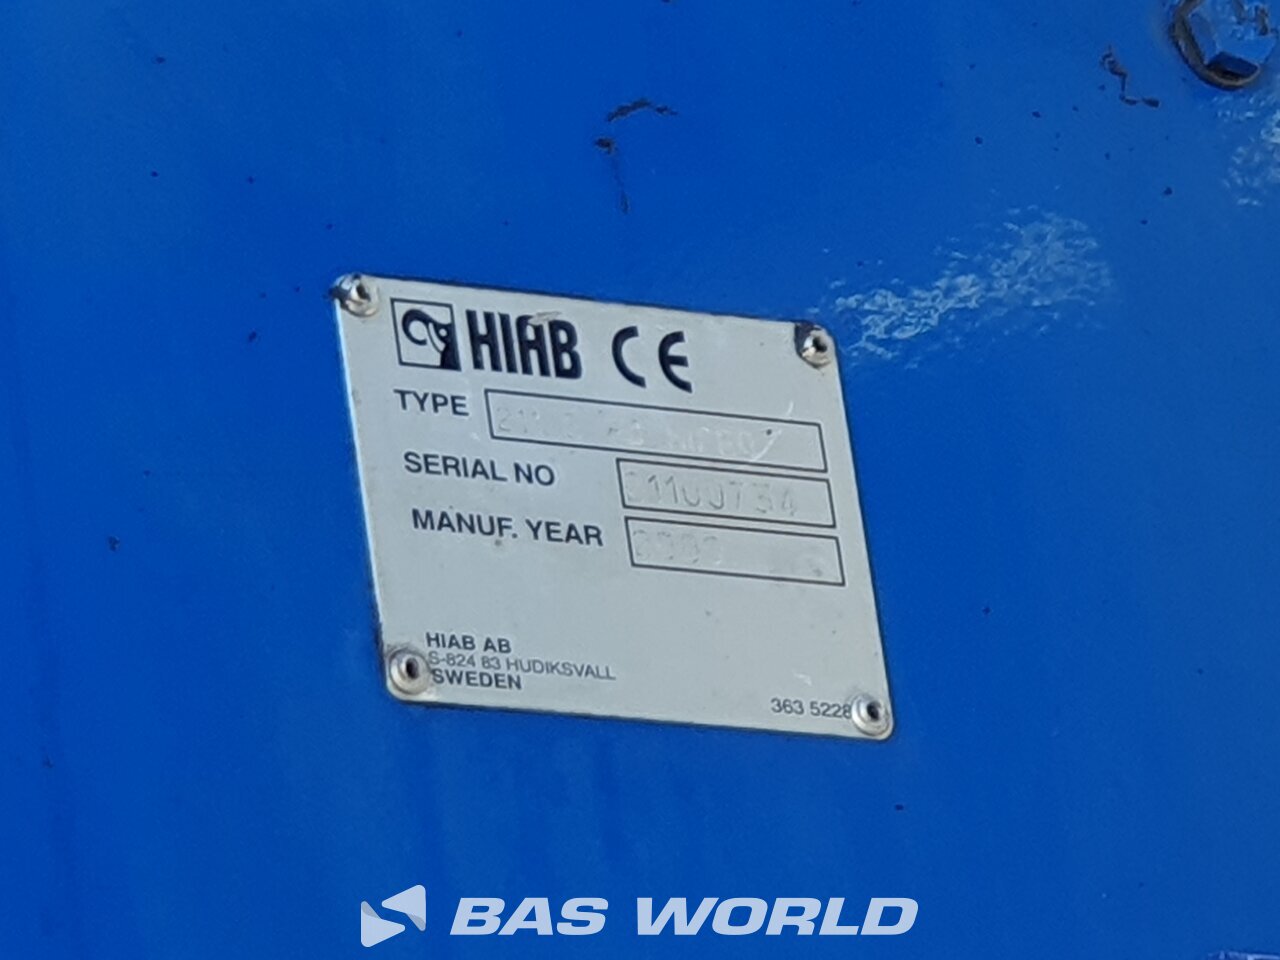 HIAB CE
TYPE
SERIAL NO
MANUF. YEAR
HIAB AB
S-824 83 HUDIKSVALL
SWEDEN
363 5228
BAS WORLD